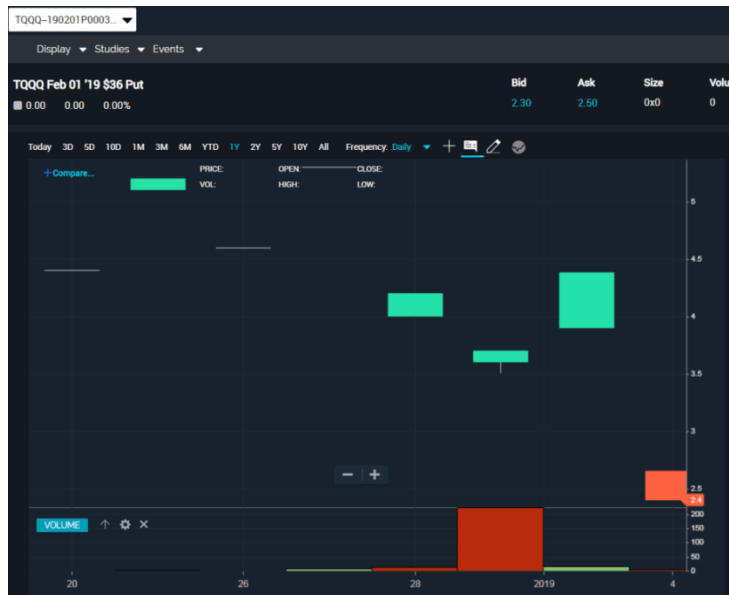 TQQQ-190201P0003...
Display Studies Events
TQQQ Feb 01 '19 $36 Put Bid Ask Size Volu
0.00 0.00 0.00% 2.30 2.50 0x0 0
Today 3D 5D 10D 1M 3M 6M YTD 1Y 2Y 5Y 10Y All Frequency: Daily
+Compare... PRICE: OPEN: CLOSE:
VOL: HIGH: LOW:
5
4.5
4
3.5
3
2.5
2.4
VOLUME
200
150
100
50
0
20 26 28 2019 4